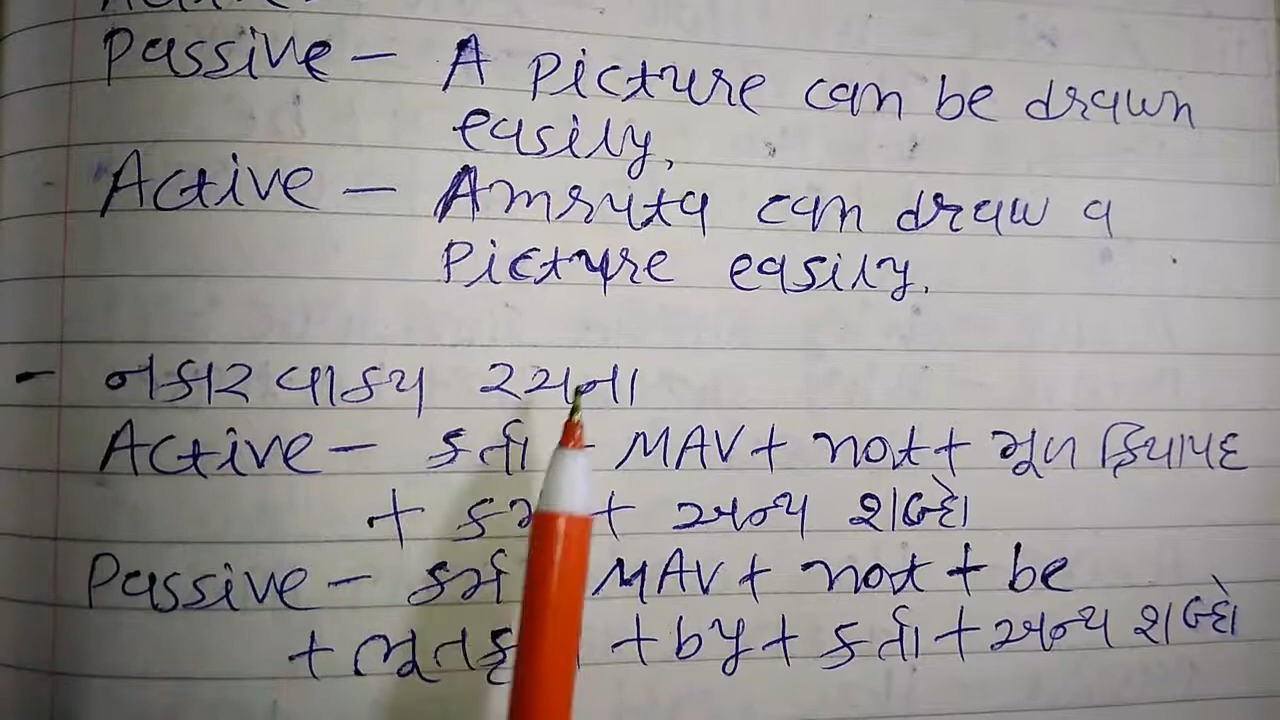 Passive – A Picture can be drawn
easily.
Active – Amruta can draw a
Picture easily.
- નકાર વાક્ય રચના
Active – કર્તા + MAV + not + મૂળ ક્રિયાપદ
+ કર્મ + અન્ય શબ્દો
Passive – કર્મ MAV + not + be
+ + by + કર્તા + અન્ય શબ્દો